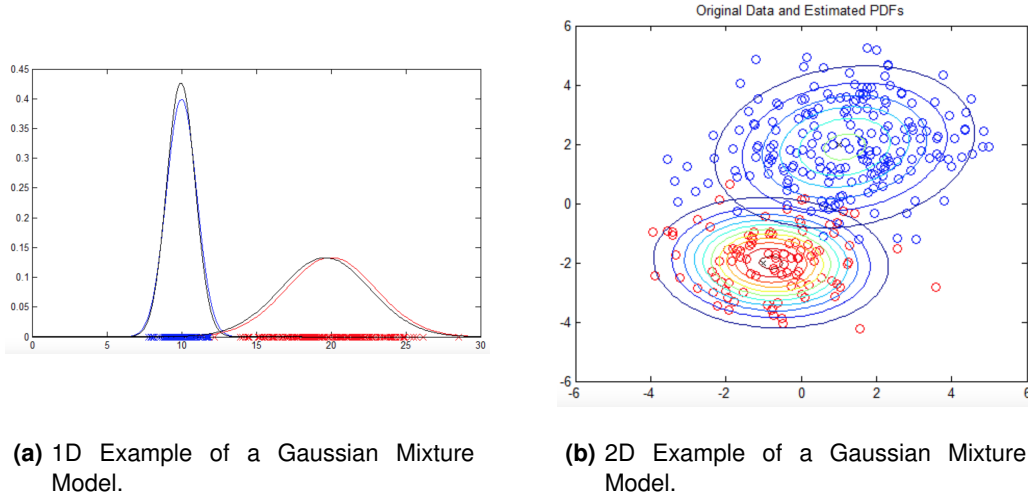 0.45
0.4
0.35
0.3
0.25
0.2
0.15
0.1
0.05
0
0 5 10 15 20 25 30
Original Data and Estimated PDFs
6
4
2
0
-2
-4
-6
-6 -4 -2 0 2 4 6
(a) 1D Example of a Gaussian Mixture
Model.
(b) 2D Example of a Gaussian Mixture
Model.